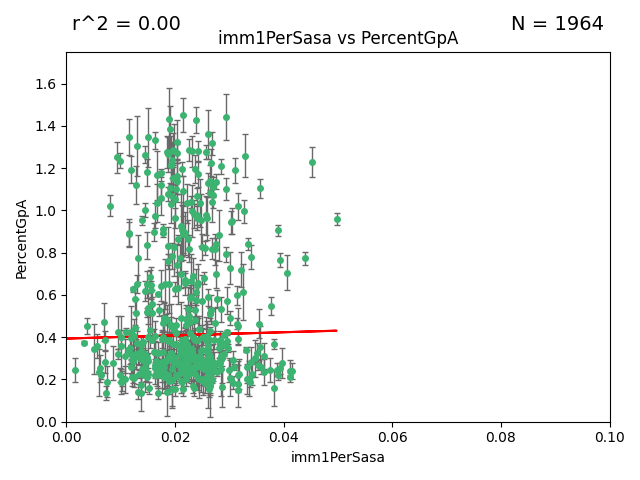 r^2 = 0.00
N = 1964
imm1PerSasa vs PercentGpA
PercentGpA
1.6
1.4
1.2
1.0
0.8
0.6
0.4
0.2
0.0
0.00 0.02 0.04 0.06 0.08 0.10
imm1PerSasa